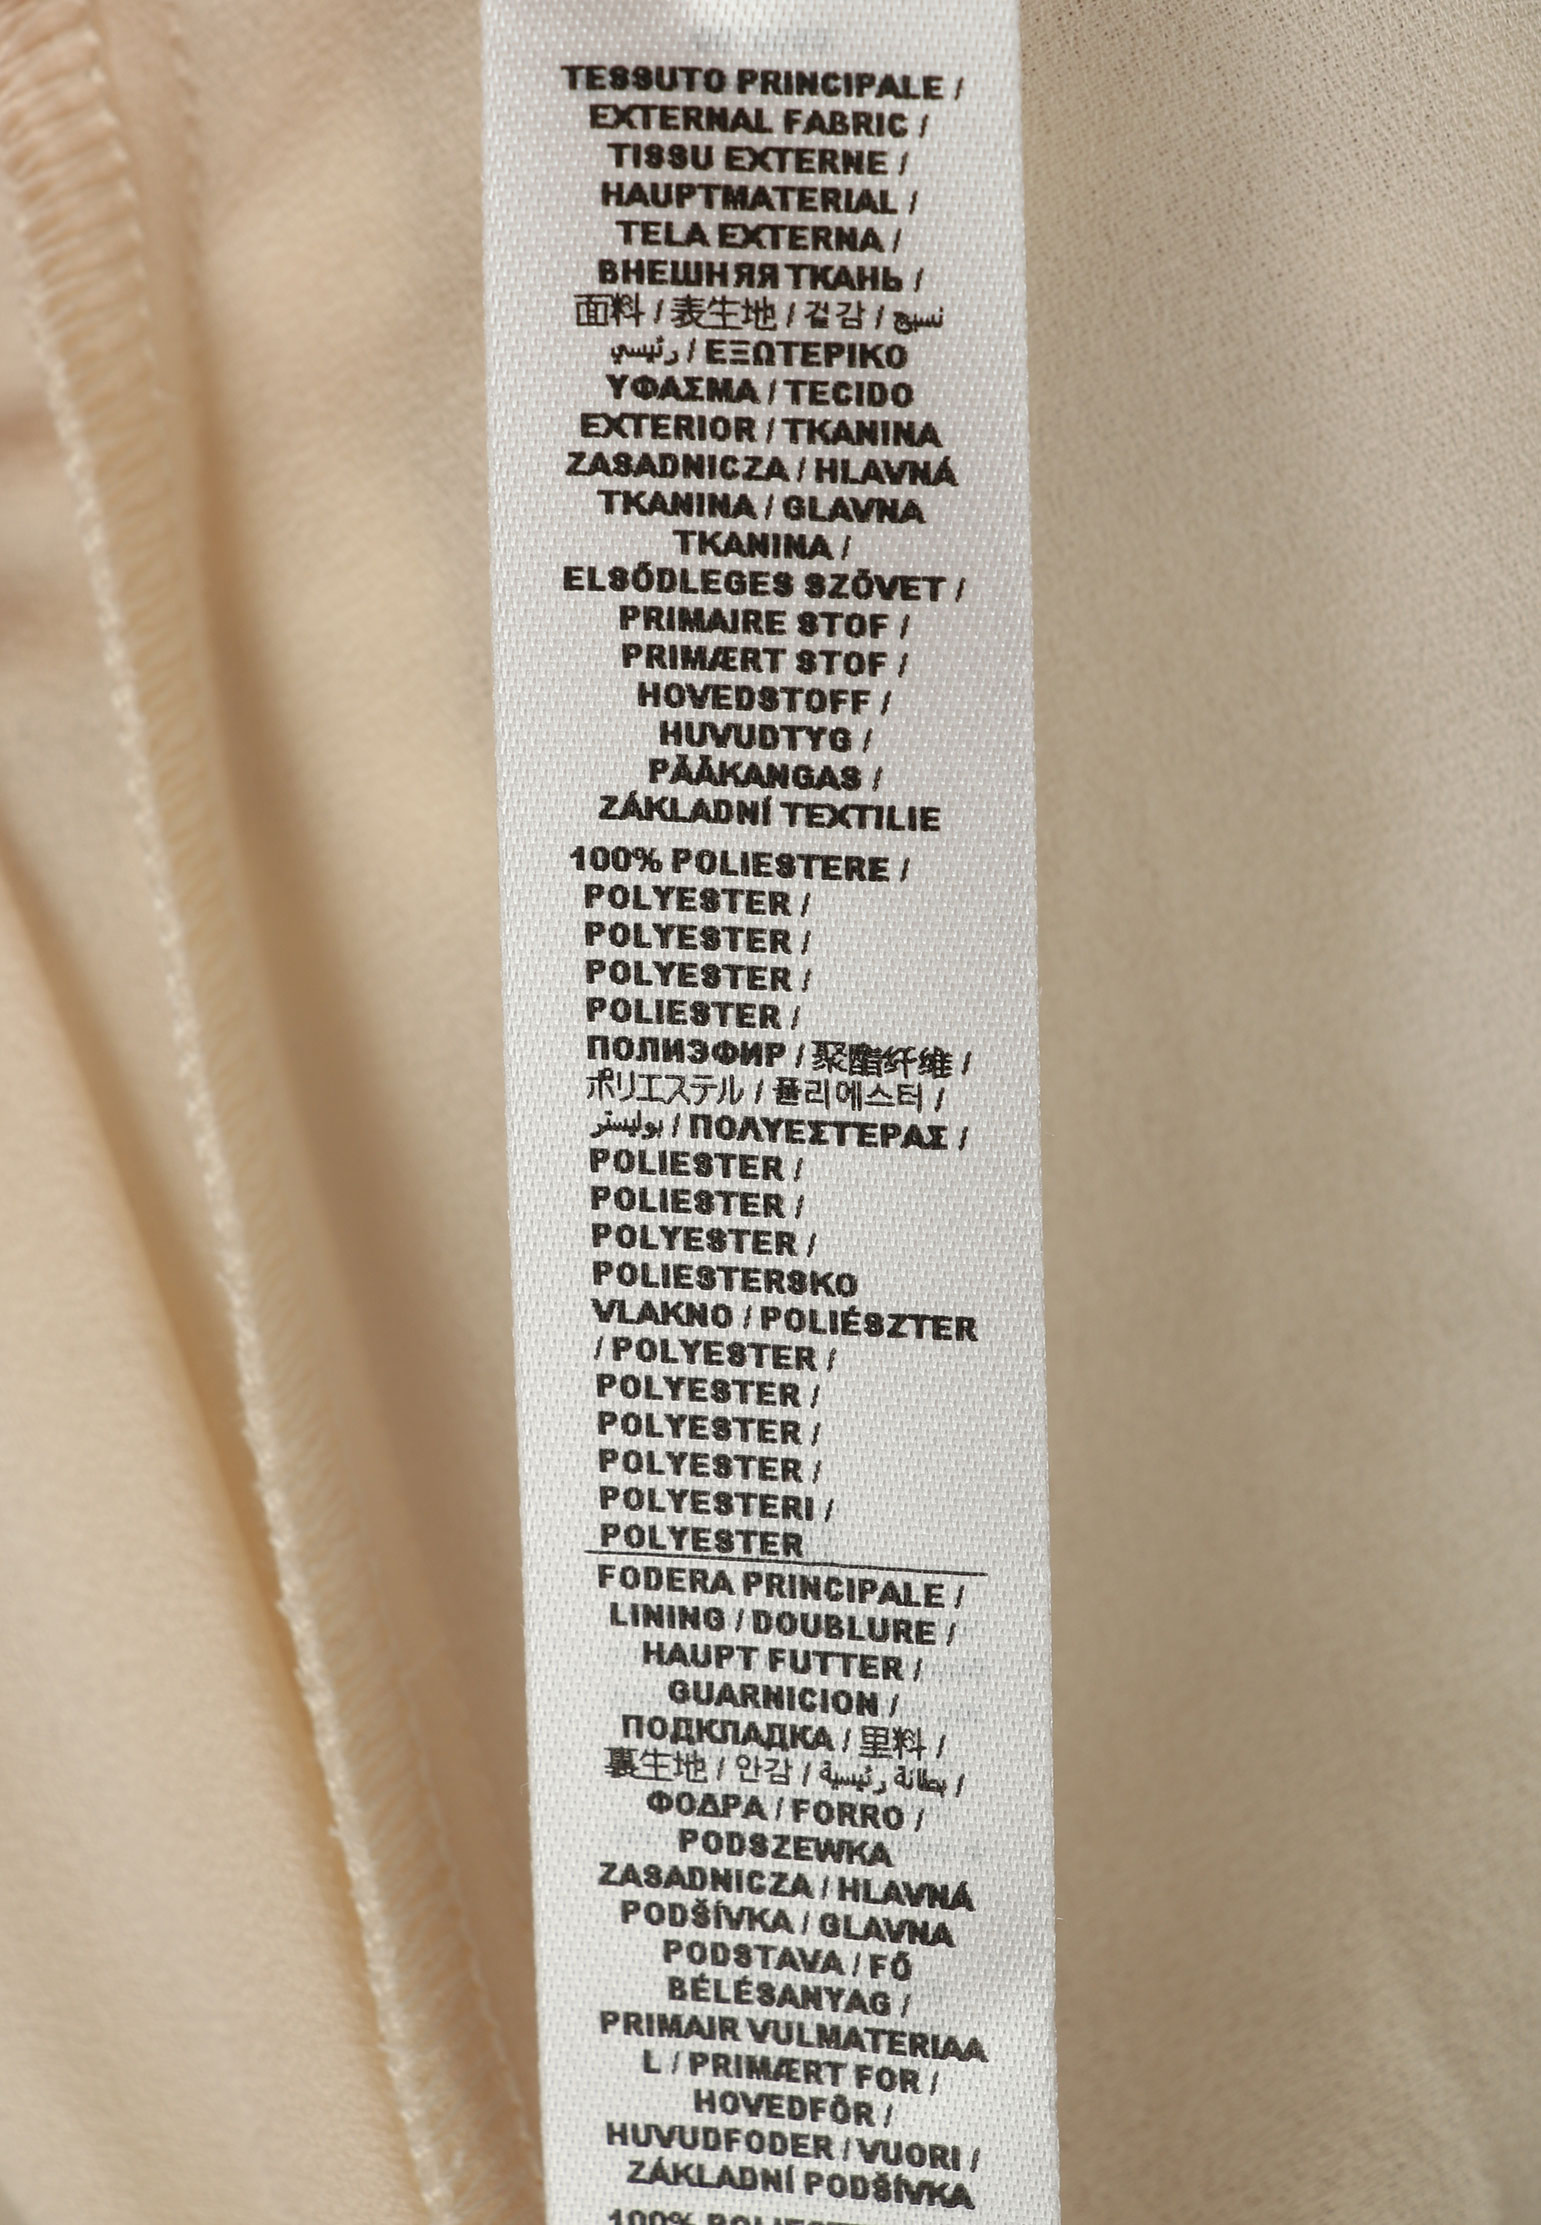 TESSUTO PRINCIPALE /
EXTERNAL FABRIC /
TISSU EXTERNE /
HAUPTMATERIAL /
TELA EXTERNA /
ВНЕШНЯЯ ТКАНЬ /
面料 / 表生地 / 겉감 / نسيج
رئيسي / ΕΞΩΤΕΡΙΚΟ
ΥΦΑΣΜΑ / TECIDO
EXTERIOR / TKANINA
ZASADNICZA / HLAVNÁ
TKANINA / GLAVNA
TKANINA /
ELSŐDLEGES SZÖVET /
PRIMAIRE STOF /
PRIMÆRT STOF /
HOVEDSTOFF /
HUVUDTYG /
PÄÄKANGAS /
ZÁKLADNÍ TEXTILIE
100% POLIESTERE /
POLYESTER /
POLYESTER /
POLYESTER /
POLIESTER /
ПОЛИЭФИР / 聚酯纤维 /
ポリエステル / 폴리에스터 /
بوليستر / ΠΟΛΥΕΣΤΕΡΑΣ /
POLIESTER /
POLIESTER /
POLYESTER /
POLIESTERSKO
VLAKNO / POLIÉSZTER
/ POLYESTER /
POLYESTER /
POLYESTER /
POLYESTER /
POLYESTERI /
POLYESTER
FODERA PRINCIPALE /
LINING / DOUBLURE /
HAUPT FUTTER /
GUARNICION /
ПОДКЛАДКА / 里料 /
裏生地 / 안감 / بطانة رئيسية /
ΦΟΔΡΑ / FORRO /
PODSZEWKA
ZASADNICZA / HLAVNÁ
PODŠÍVKA / GLAVNA
PODSTAVA / FŐ
BÉLÉSANYAG /
PRIMAIR VULMATERIAA
L / PRIMÆRT FOR /
HOVEDFÔR /
HUVUDFODER / VUORI /
ZÁKLADNÍ PODŠÍVKA
100%